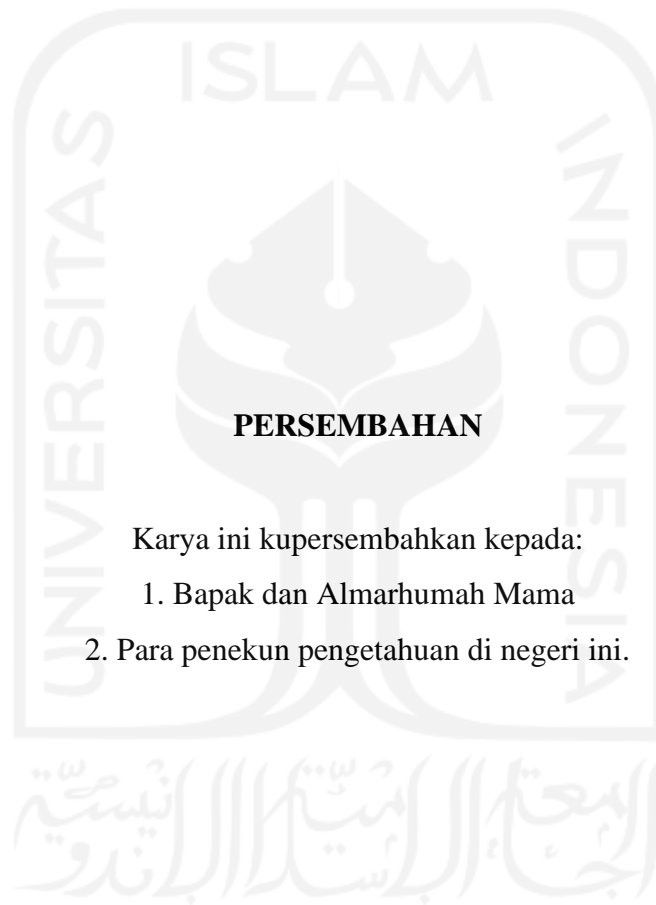 ISLAM
UNIVERSITAS
INDONESIA
PERSEMBAHAN
Karya ini kupersembahkan kepada:
1. Bapak dan Almarhumah Mama
2. Para penekun pengetahuan di negeri ini.